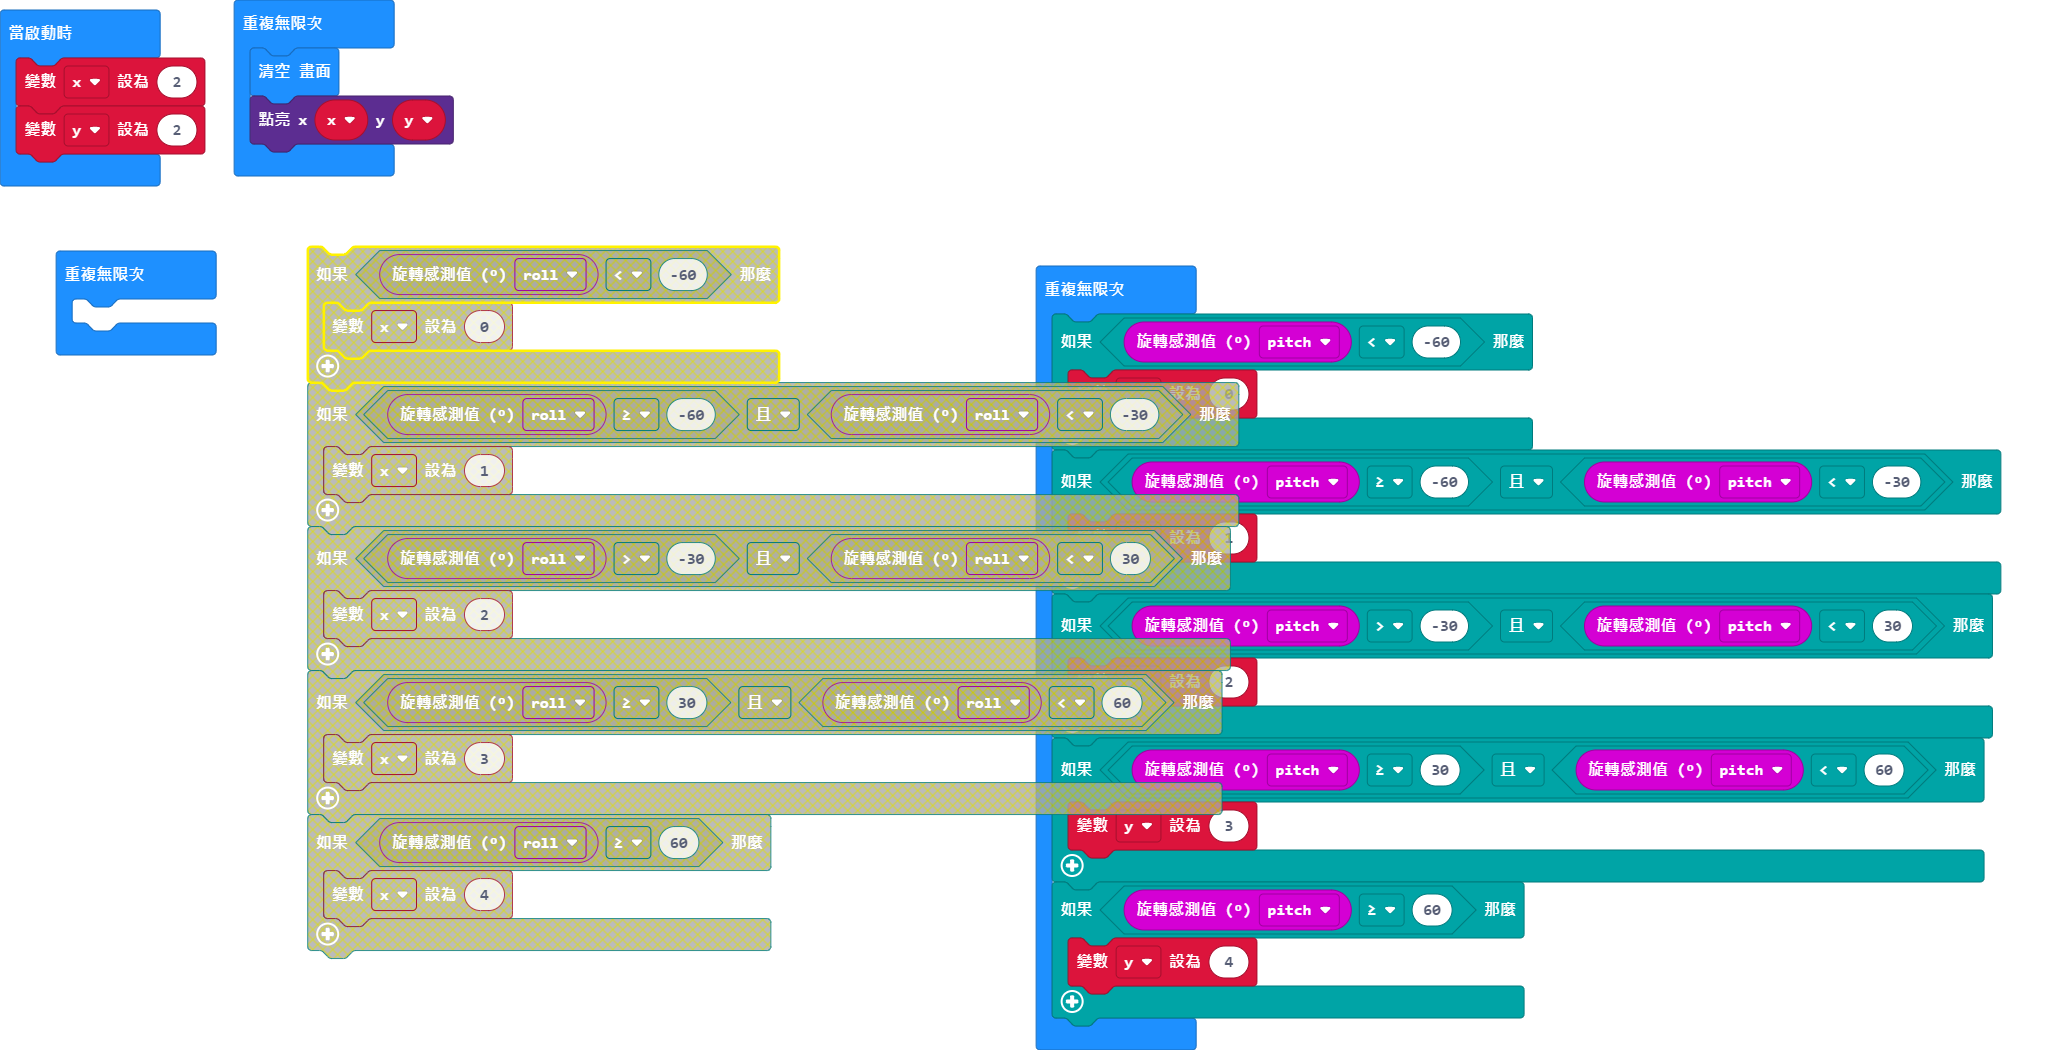 當啟動時
變數 x 設為 2
變數 y 設為 2
重複無限次
清空 畫面
點亮 x x y y
重複無限次
如果 旋轉感測值 (º) roll < -60 那麼
變數 x 設為 0
如果 旋轉感測值 (º) roll ≥ -60 且 旋轉感測值 (º) roll < -30 那麼
變數 x 設為 1
如果 旋轉感測值 (º) roll > -30 且 旋轉感測值 (º) roll < 30 那麼
變數 x 設為 2
如果 旋轉感測值 (º) roll ≥ 30 且 旋轉感測值 (º) roll < 60 那麼
變數 x 設為 3
如果 旋轉感測值 (º) roll ≥ 60 那麼
變數 x 設為 4
重複無限次
如果 旋轉感測值 (º) pitch < -60 那麼
設為 0
如果 旋轉感測值 (º) pitch ≥ -60 且 旋轉感測值 (º) pitch < -30 那麼
設為 1
如果 旋轉感測值 (º) pitch > -30 且 旋轉感測值 (º) pitch < 30 那麼
設為 2
如果 旋轉感測值 (º) pitch ≥ 30 且 旋轉感測值 (º) pitch < 60 那麼
變數 y 設為 3
如果 旋轉感測值 (º) pitch ≥ 60 那麼
變數 y 設為 4